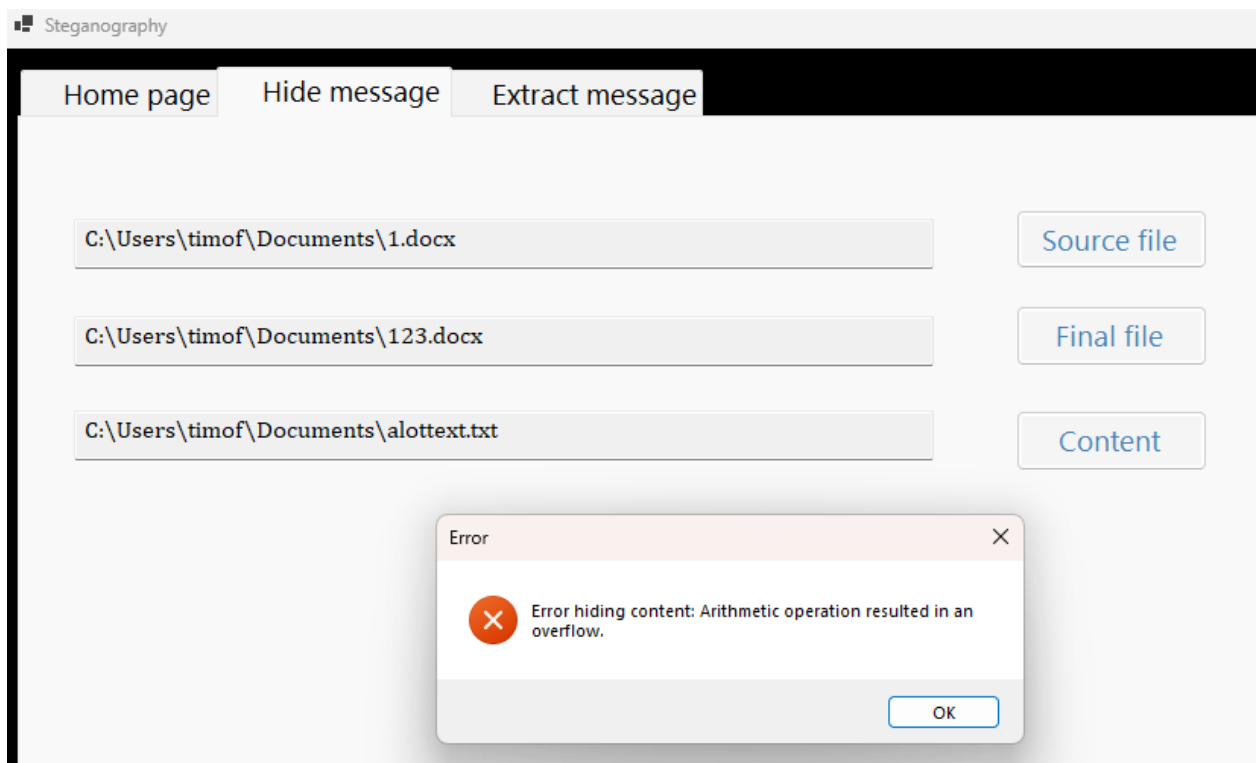 Steganography
Home page Hide message Extract message
C:\Users\timof\Documents\1.docx Source file
C:\Users\timof\Documents\123.docx Final file
C:\Users\timof\Documents\alottext.txt Content
Error
Error hiding content: Arithmetic operation resulted in an
overflow.
OK